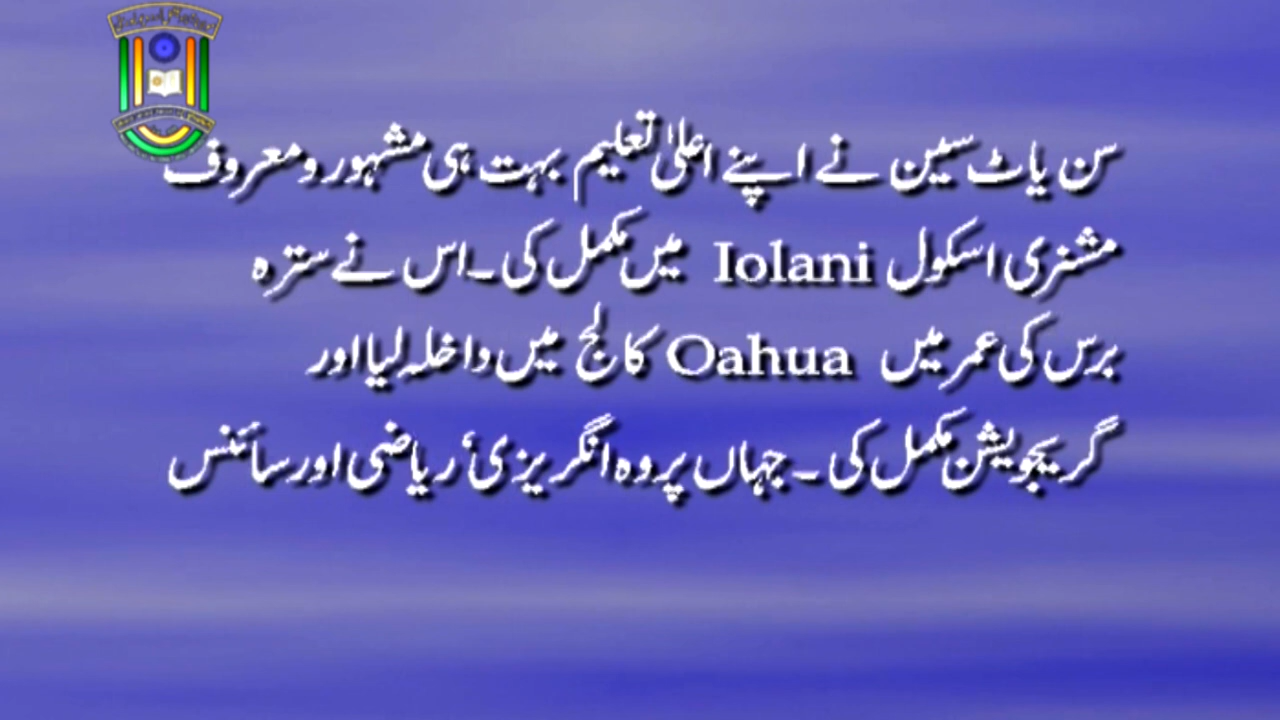 سن یاٹ سین نے اپنے اعلیٰ تعلیم بہت ہی مشہور و معروف
مشنری اسکول Iolani میں مکمل کی۔ اس نے سترہ
برس کی عمر میں Oahua کالج میں داخلہ لیا اور
گریجویشن مکمل کی۔ جہاں پر وہ انگریزی‘ ریاضی اور سائنس